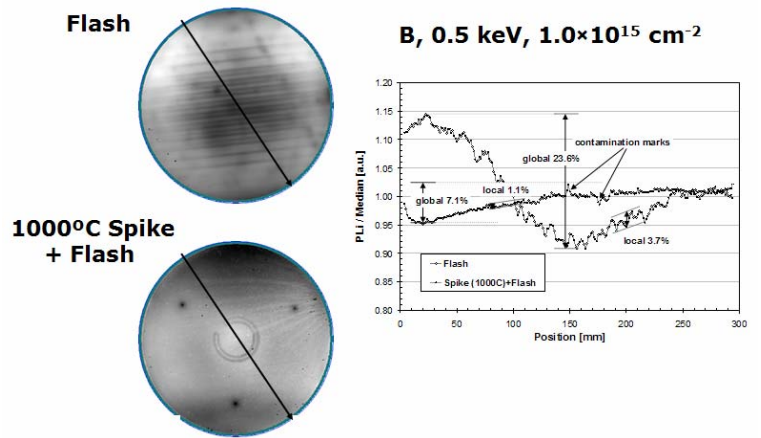 Flash
B, 0.5 keV, 1.0×10¹⁵ cm⁻²
1000ºC Spike
+ Flash
PLi / Median [a.u.]
1.20
1.15
1.10
1.05
1.00
0.95
0.90
0.85
0.80
contamination marks
global 23.6%
local 1.1%
global 7.1%
local 3.7%
Flash
Spike (1000C)+Flash
0
50
100
150
200
250
300
Position [mm]